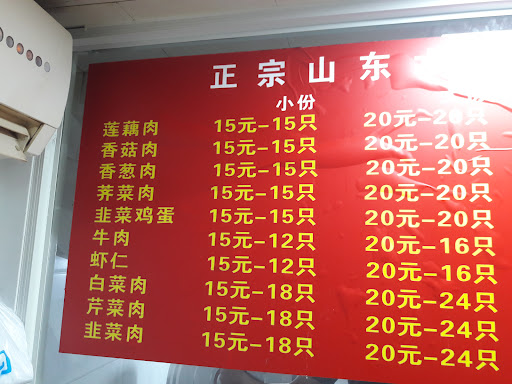 正宗山东
小份 份
莲藕肉 15元-15只 20元-20只
香菇肉 15元-15只 20元-20只
香葱肉 15元-15只 20元-20只
荠菜肉 15元-15只 20元-20只
韭菜鸡蛋 15元-15只 20元-20只
牛肉 15元-12只 20元-16只
虾仁 15元-12只 20元-16只
白菜肉 15元-18只 20元-24只
芹菜肉 15元-18只 20元-24只
韭菜肉 15元-18只 20元-24只